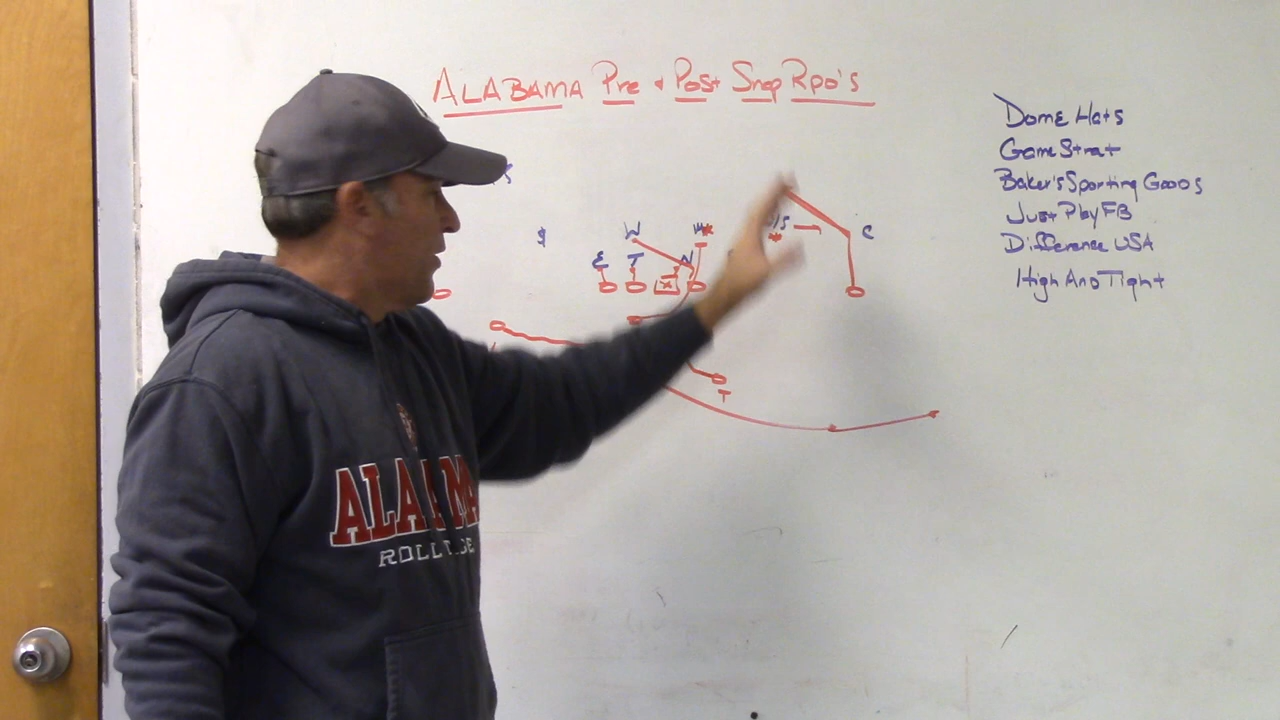 ALABAMA Pre + Post Snap Rpo's
Dome Hats
Game Strat
Baker's Sporting Goods
Just Play FB
Difference USA
High And Tight
S
$ W M* /S C
E T N
X
T
ALABAMA
ROLL TIDE